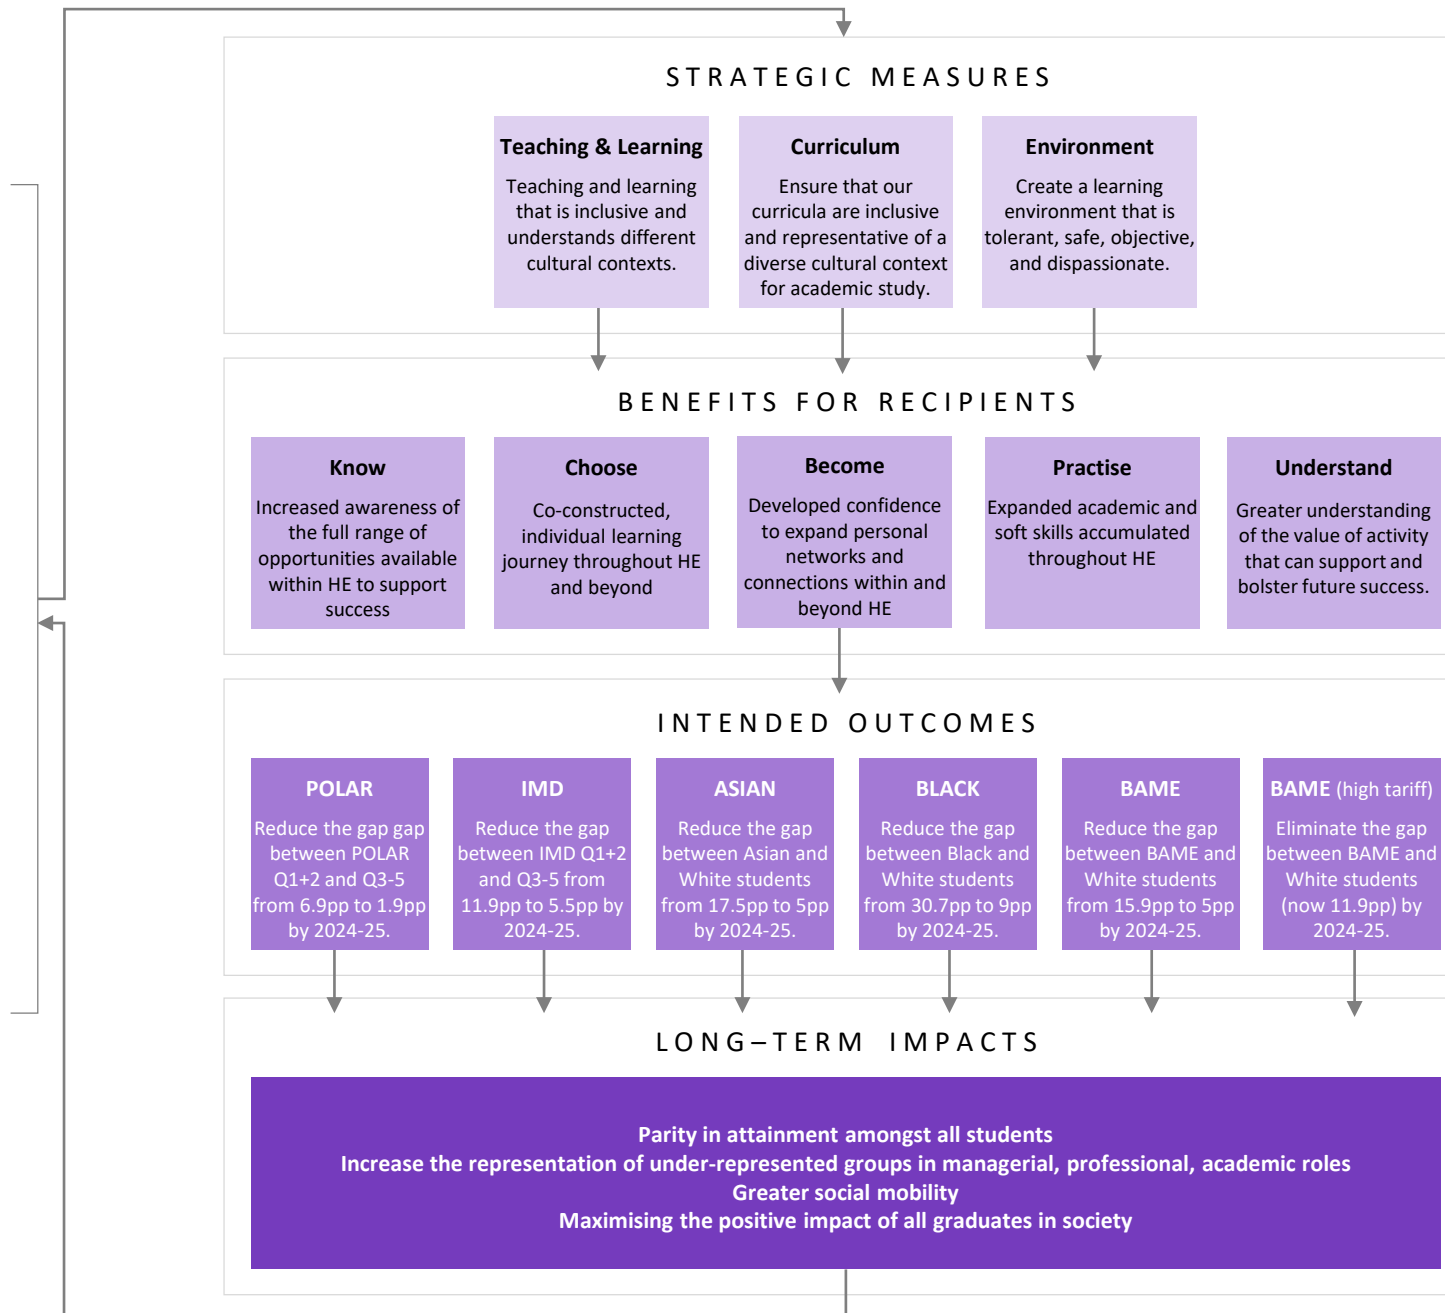 STRATEGIC MEASURES
Teaching & Learning
Teaching and learning
that is inclusive and
understands different
cultural contexts.
Curriculum
Ensure that our
curricula are inclusive
and representative of a
diverse cultural context
for academic study.
Environment
Create a learning
environment that is
tolerant, safe, objective,
and dispassionate.
BENEFITS FOR RECIPIENTS
Know
Increased awareness of
the full range of
opportunities available
within HE to support
success
Choose
Co-constructed,
individual learning
journey throughout HE
and beyond
Become
Developed confidence
to expand personal
networks and
connections within and
beyond HE
Practise
Expanded academic and
soft skills accumulated
throughout HE
Understand
Greater understanding
of the value of activity
that can support and
bolster future success.
INTENDED OUTCOMES
POLAR
Reduce the gap gap
between POLAR
Q1+2 and Q3-5
from 6.9pp to 1.9pp
by 2024-25.
IMD
Reduce the gap
between IMD Q1+2
and Q3-5 from
11.9pp to 5.5pp by
2024-25.
ASIAN
Reduce the gap
between Asian and
White students
from 17.5pp to 5pp
by 2024-25.
BLACK
Reduce the gap
between Black and
White students
from 30.7pp to 9pp
by 2024-25.
BAME
Reduce the gap
between BAME and
White students
from 15.9pp to 5pp
by 2024-25.
BAME (high tariff)
Eliminate the gap
between BAME and
White students
(now 11.9pp) by
2024-25.
LONG–TERM IMPACTS
Parity in attainment amongst all students
Increase the representation of under-represented groups in managerial, professional, academic roles
Greater social mobility
Maximising the positive impact of all graduates in society